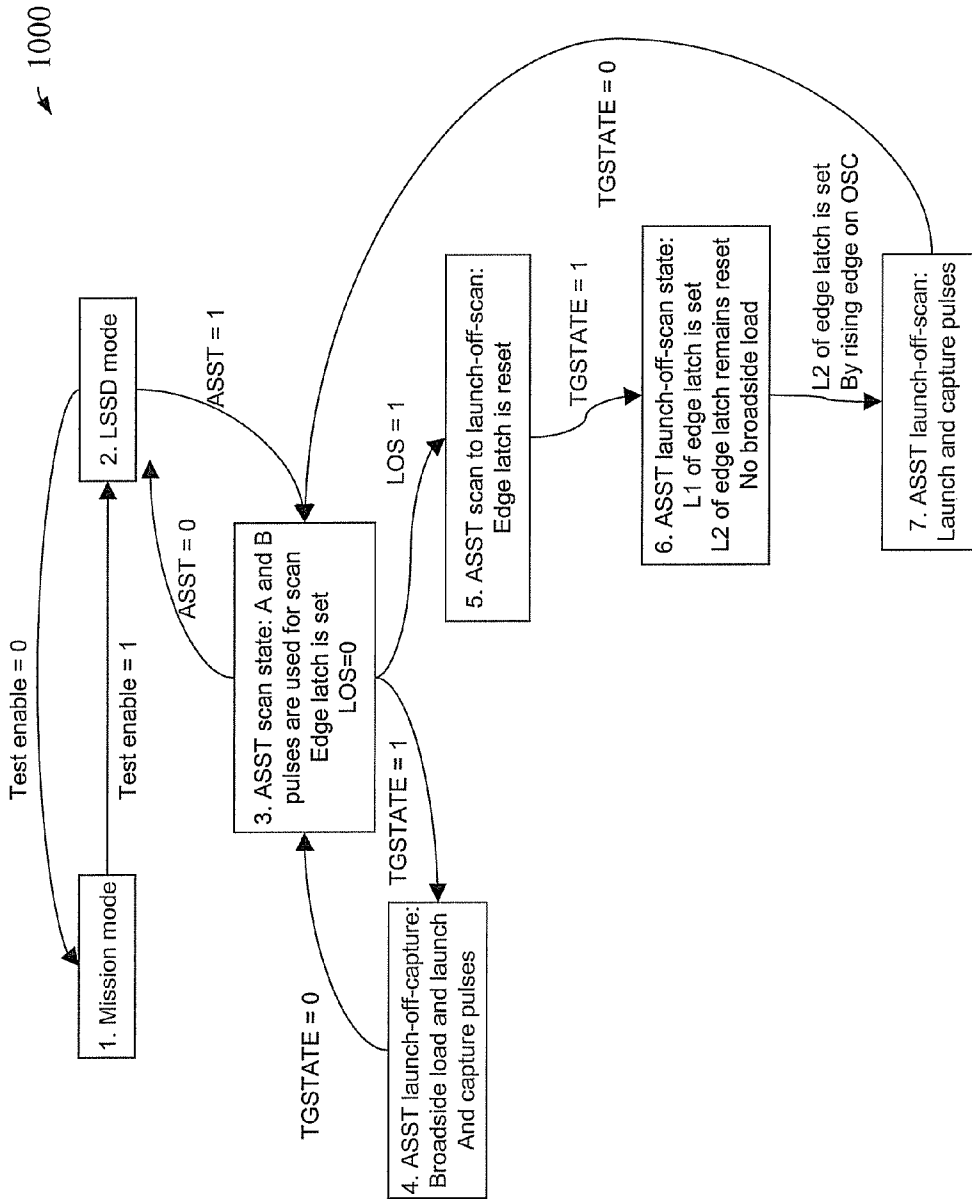 1000
Test enable = 0
1. Mission mode
Test enable = 1
2. LSSD mode
ASST = 0
ASST = 1
3. ASST scan state: A and B
pulses are used for scan
Edge latch is set
LOS=0
TGSTATE = 0
TGSTATE = 1
LOS = 1
4. ASST launch-off-capture:
Broadside load and launch
And capture pulses
5. ASST scan to launch-off-scan:
Edge latch is reset
TGSTATE = 1
TGSTATE = 0
6. ASST launch-off-scan state:
L1 of edge latch is set
L2 of edge latch remains reset
No broadside load
L2 of edge latch is set
By rising edge on OSC
7. ASST launch-off-scan:
Launch and capture pulses